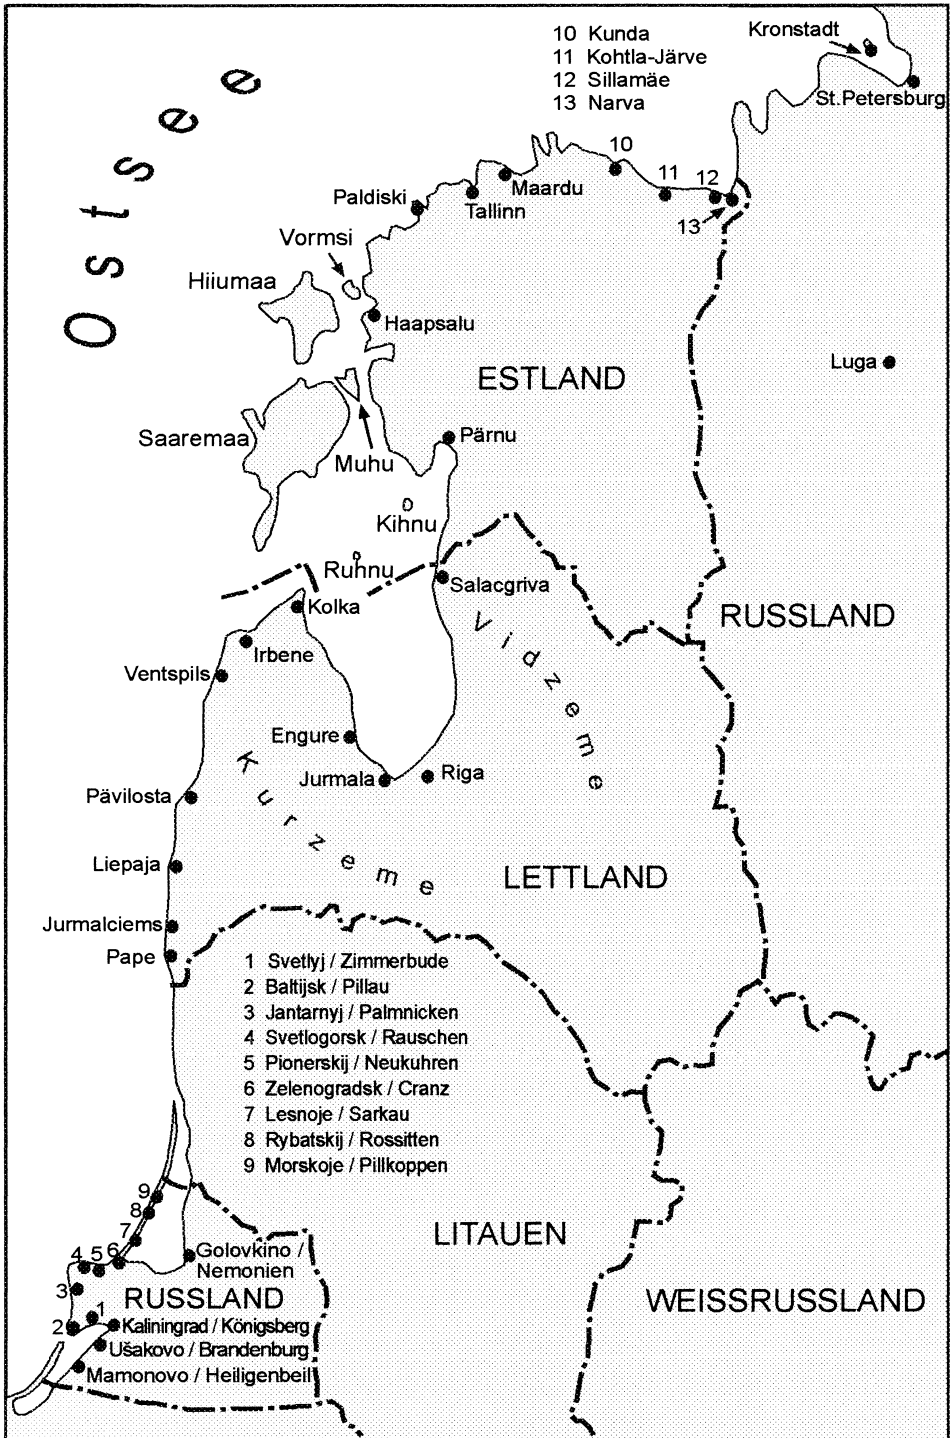 10 Kunda
11 Kohtla-Järve
12 Sillamäe
13 Narva
Kronstadt
St.Petersburg
Ostsee
10
11
12
13
Maardu
Tallinn
Paldiski
Vormsi
Hiiumaa
Haapsalu
Luga
ESTLAND
Saaremaa
Muhu
Pärnu
Kihnu
Ruhnu
Salacgriva
Kolka
RUSSLAND
Vidzeme
Irbene
Ventspils
Engure
Jurmala
Riga
Kurzeme
Pāvilosta
Liepaja
LETTLAND
Jurmalciems
Pape
1 Svetlyj / Zimmerbude
2 Baltijsk / Pillau
3 Jantarnyj / Palmnicken
4 Svetlogorsk / Rauschen
5 Pionerskij / Neukuhren
6 Zelenogradsk / Cranz
7 Lesnoje / Sarkau
8 Rybatskij / Rossitten
9 Morskoje / Pillkoppen
9
8
7
6
5
4
3
2
1
Golovkino /
Nemonien
LITAUEN
RUSSLAND
WEISSRUSSLAND
Kaliningrad / Königsberg
Ušakovo / Brandenburg
Mamonovo / Heiligenbeil